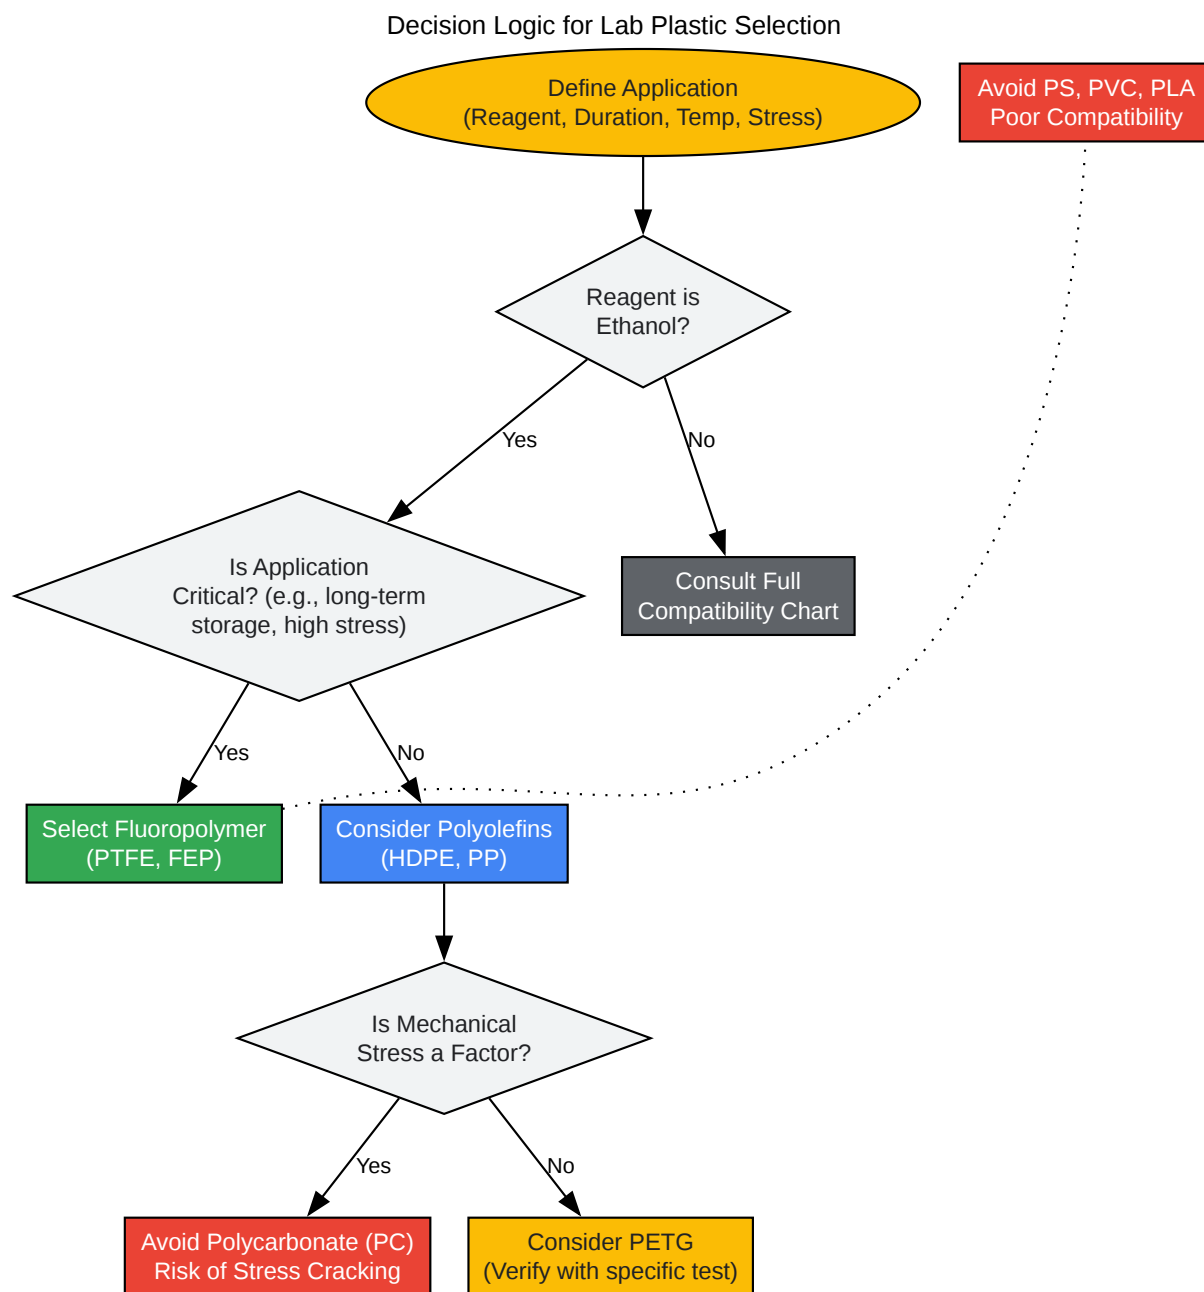 Decision Logic for Lab Plastic Selection
Define Application
(Reagent, Duration, Temp, Stress)
Avoid PS, PVC, PLA
Poor Compatibility
Reagent is
Ethanol?
Yes
No
Is Application
Critical? (e.g., long-term
storage, high stress)
Consult Full
Compatibility Chart
Yes
No
Select Fluoropolymer
(PTFE, FEP)
Consider Polyolefins
(HDPE, PP)
Is Mechanical
Stress a Factor?
Yes
No
Avoid Polycarbonate (PC)
Risk of Stress Cracking
Consider PETG
(Verify with specific test)